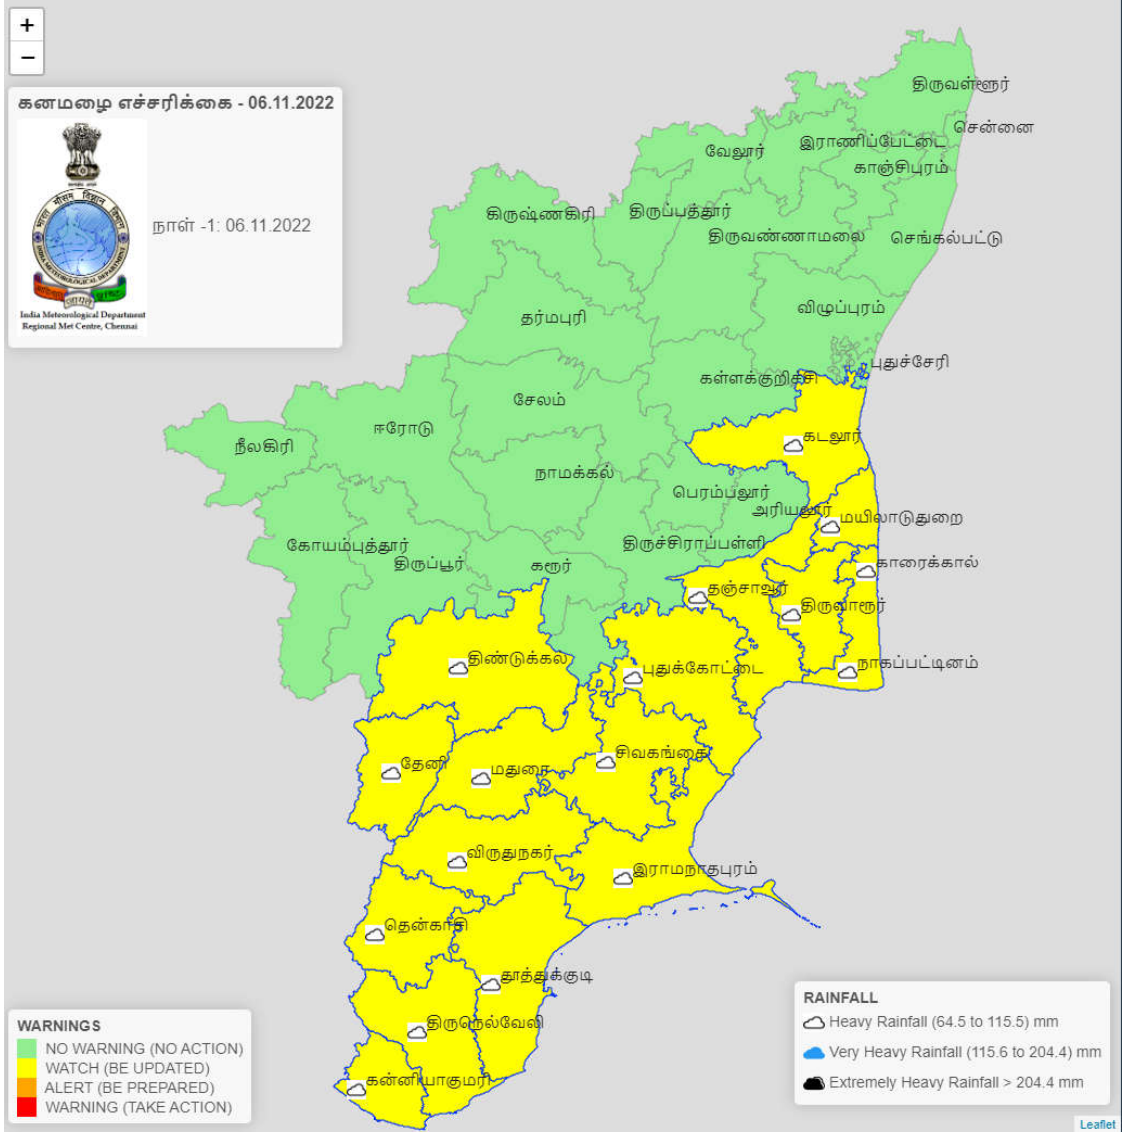 +
−
கனமழை எச்சரிக்கை - 06.11.2022
நாள் -1: 06.11.2022
भारत मौसम विज्ञान विभाग
INDIA METEOROLOGICAL DEPARTMENT
India Meteorological Department
Regional Met Centre, Chennai
திருவள்ளூர்
சென்னை
இராணிப்பேட்டை
வேலூர்
காஞ்சிபுரம்
கிருஷ்ணகிரி
திருப்பத்தூர்
திருவண்ணாமலை
செங்கல்பட்டு
தர்மபுரி
விழுப்புரம்
புதுச்சேரி
கள்ளக்குறிச்சி
சேலம்
ஈரோடு
நீலகிரி
கடலூர்
நாமக்கல்
பெரம்பலூர்
அரியலூர்
மயிலாடுதுறை
கோயம்புத்தூர்
திருப்பூர்
கரூர்
திருச்சிராப்பள்ளி
காரைக்கால்
தஞ்சாவூர்
திருவாரூர்
திண்டுக்கல்
புதுக்கோட்டை
நாகப்பட்டினம்
தேனி
மதுரை
சிவகங்கை
விருதுநகர்
இராமநாதபுரம்
தென்காசி
தூத்துக்குடி
திருநெல்வேலி
கன்னியாகுமரி
WARNINGS
NO WARNING (NO ACTION)
WATCH (BE UPDATED)
ALERT (BE PREPARED)
WARNING (TAKE ACTION)
RAINFALL
Heavy Rainfall (64.5 to 115.5) mm
Very Heavy Rainfall (115.6 to 204.4) mm
Extremely Heavy Rainfall > 204.4 mm
Leaflet